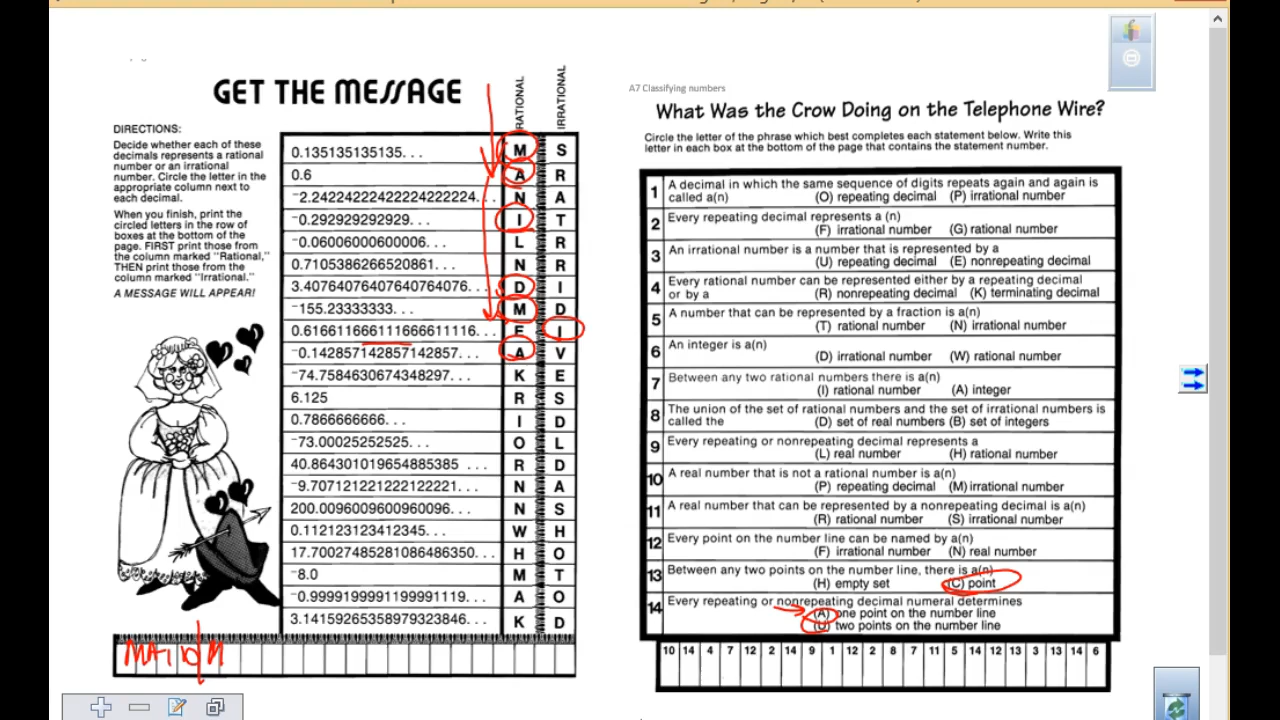 GET THE MESSAGE
RATIONAL
IRRATIONAL
DIRECTIONS:
Decide whether each of these
decimals represents a rational
number or an irrational
number. Circle the letter in the
appropriate column next to
each decimal.
When you finish, print the
circled letters in the row of
boxes at the bottom of the
page. FIRST print those from
the column marked "Rational,"
THEN print those from the
column marked "Irrational."
A MESSAGE WILL APPEAR!
0.135135135135. . . M S
0.6 A R
-2.24224222422224222224. . . N A
-0.292929292929. . . I T
-0.06006000600006. . . L R
0.7105386266520861. . . N R
3.40764076407640764076. . . D I
-155.23333333. . . M D
0.616611666111666611116. . . E I
-0.142857142857142857. . . A V
-74.7584630674348297. . . K E
6.125 R S
0.7866666666. . . I D
-73.00025252525. . . O L
40.864301019654885385 . . . R D
-9.707121221222122221. . . N A
200.0096009600960096. . . N S
0.112123123412345. . . W H
17.700274852810864863 50. . . H O
-8.0 M T
-0.9999199991199991119. . . A O
3.14159265358979323846. . . K D
MAIDM
A7 Classifying numbers
What Was the Crow Doing on the Telephone Wire?
Circle the letter of the phrase which best completes each statement below. Write this
letter in each box at the bottom of the page that contains the statement number.
1 A decimal in which the same sequence of digits repeats again and again is
called a(n) (O) repeating decimal (P) irrational number
2 Every repeating decimal represents a (n)
(F) irrational number (G) rational number
3 An irrational number is a number that is represented by a
(U) repeating decimal (E) nonrepeating decimal
4 Every rational number can be represented either by a repeating decimal
or by a (R) nonrepeating decimal (K) terminating decimal
5 A number that can be represented by a fraction is a(n)
(T) rational number (N) irrational number
6 An integer is a(n)
(D) irrational number (W) rational number
7 Between any two rational numbers there is a(n)
(I) rational number (A) integer
8 The union of the set of rational numbers and the set of irrational numbers is
called the (D) set of real numbers (B) set of integers
9 Every repeating or nonrepeating decimal represents a
(L) real number (H) rational number
10 A real number that is not a rational number is a(n)
(P) repeating decimal (M) irrational number
11 A real number that can be represented by a nonrepeating decimal is a(n)
(R) rational number (S) irrational number
12 Every point on the number line can be named by a(n)
(F) irrational number (N) real number
13 Between any two points on the number line, there is a(n)
(H) empty set (C) point
14 Every repeating or nonrepeating decimal numeral determines
(A) one point on the number line
(U) two points on the number line
10 14 4 7 12 2 14 9 1 12 2 8 7 11 5 14 12 13 3 13 14 6